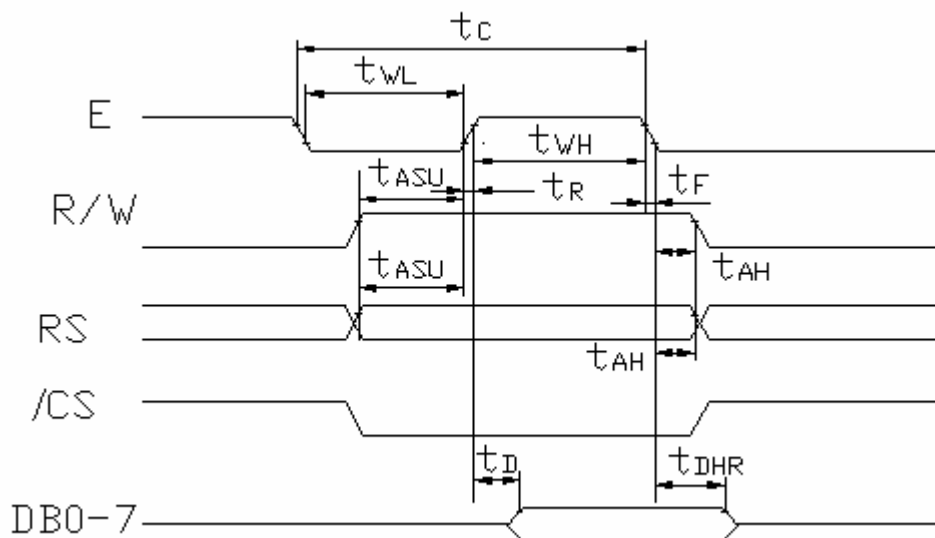 tC
tWL
E
tWH
tASU
tR
tF
R/W
tASU
tAH
RS
tAH
/CS
tD
tDHR
DB0-7